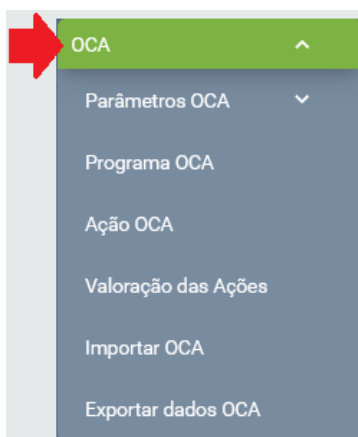 OCA
Parâmetros OCA
Programa OCA
Ação OCA
Valoração das Ações
Importar OCA
Exportar dados OCA